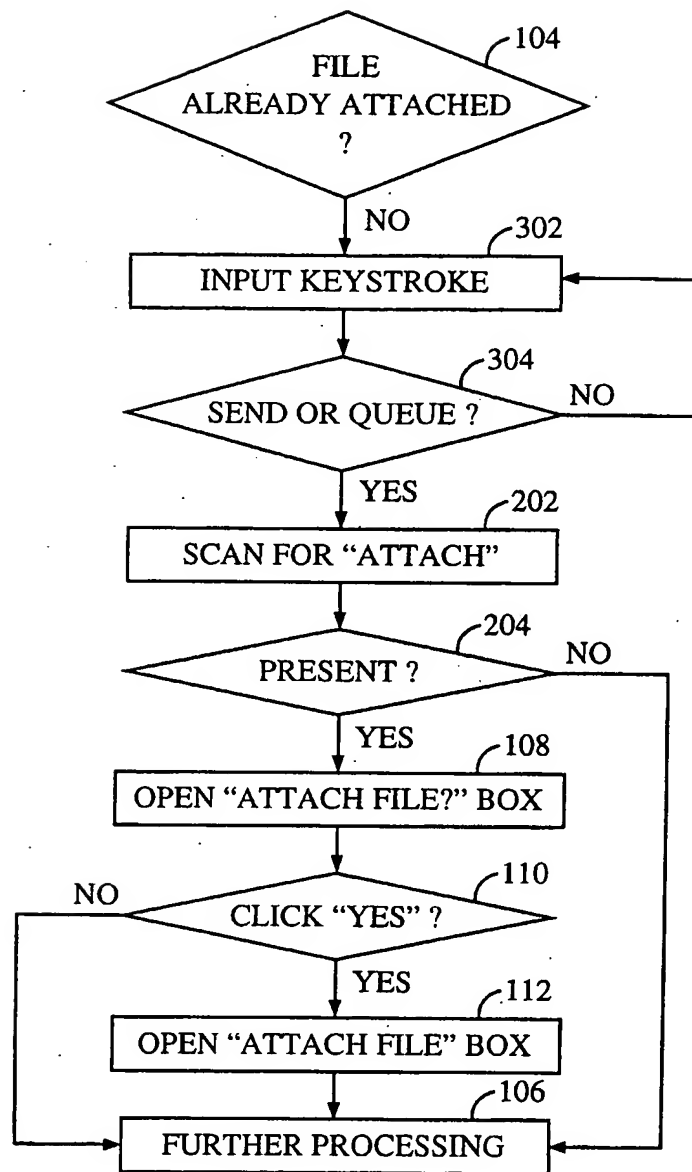 104
FILE
ALREADY ATTACHED
?
NO
302
INPUT KEYSTROKE
304
SEND OR QUEUE ?
NO
YES
202
SCAN FOR “ATTACH”
204
PRESENT ?
NO
YES
108
OPEN “ATTACH FILE?” BOX
110
NO
CLICK “YES” ?
YES
112
OPEN “ATTACH FILE” BOX
106
FURTHER PROCESSING